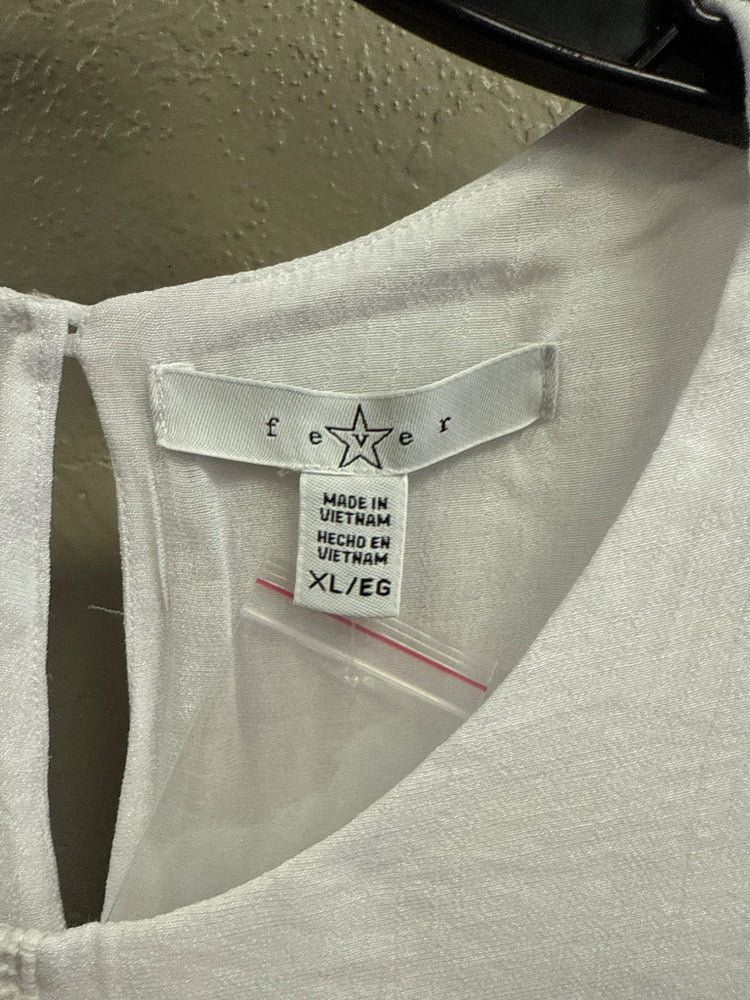 fever
MADE IN
VIETNAM
HECHO EN
VIETNAM
XL/EG